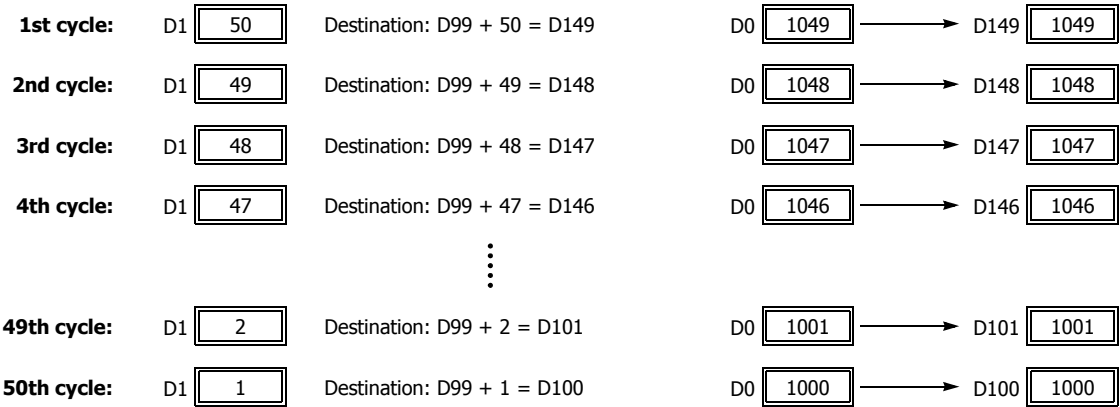 1st cycle: D1 50 Destination: D99 + 50 = D149 D0 1049 D149 1049
2nd cycle: D1 49 Destination: D99 + 49 = D148 D0 1048 D148 1048
3rd cycle: D1 48 Destination: D99 + 48 = D147 D0 1047 D147 1047
4th cycle: D1 47 Destination: D99 + 47 = D146 D0 1046 D146 1046
49th cycle: D1 2 Destination: D99 + 2 = D101 D0 1001 D101 1001
50th cycle: D1 1 Destination: D99 + 1 = D100 D0 1000 D100 1000